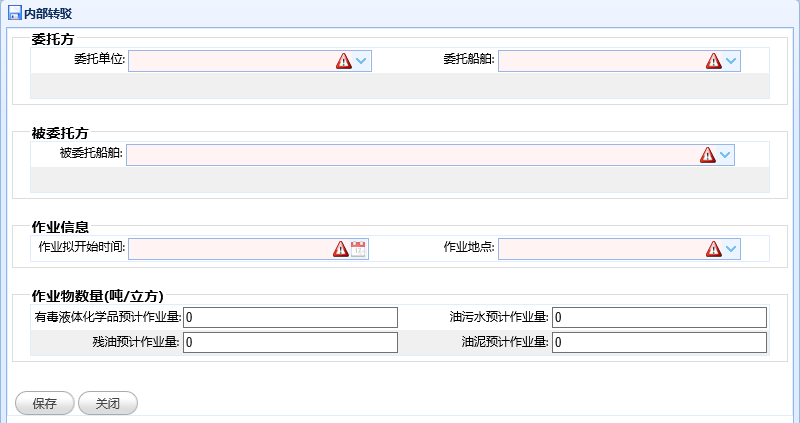 内部转驳
委托方
委托单位: 委托船舶:
被委托方
被委托船舶:
作业信息
作业拟开始时间: 作业地点:
作业物数量(吨/立方)
有毒液体化学品预计作业量: 0 油污水预计作业量: 0
残油预计作业量: 0 油泥预计作业量: 0
保存 关闭